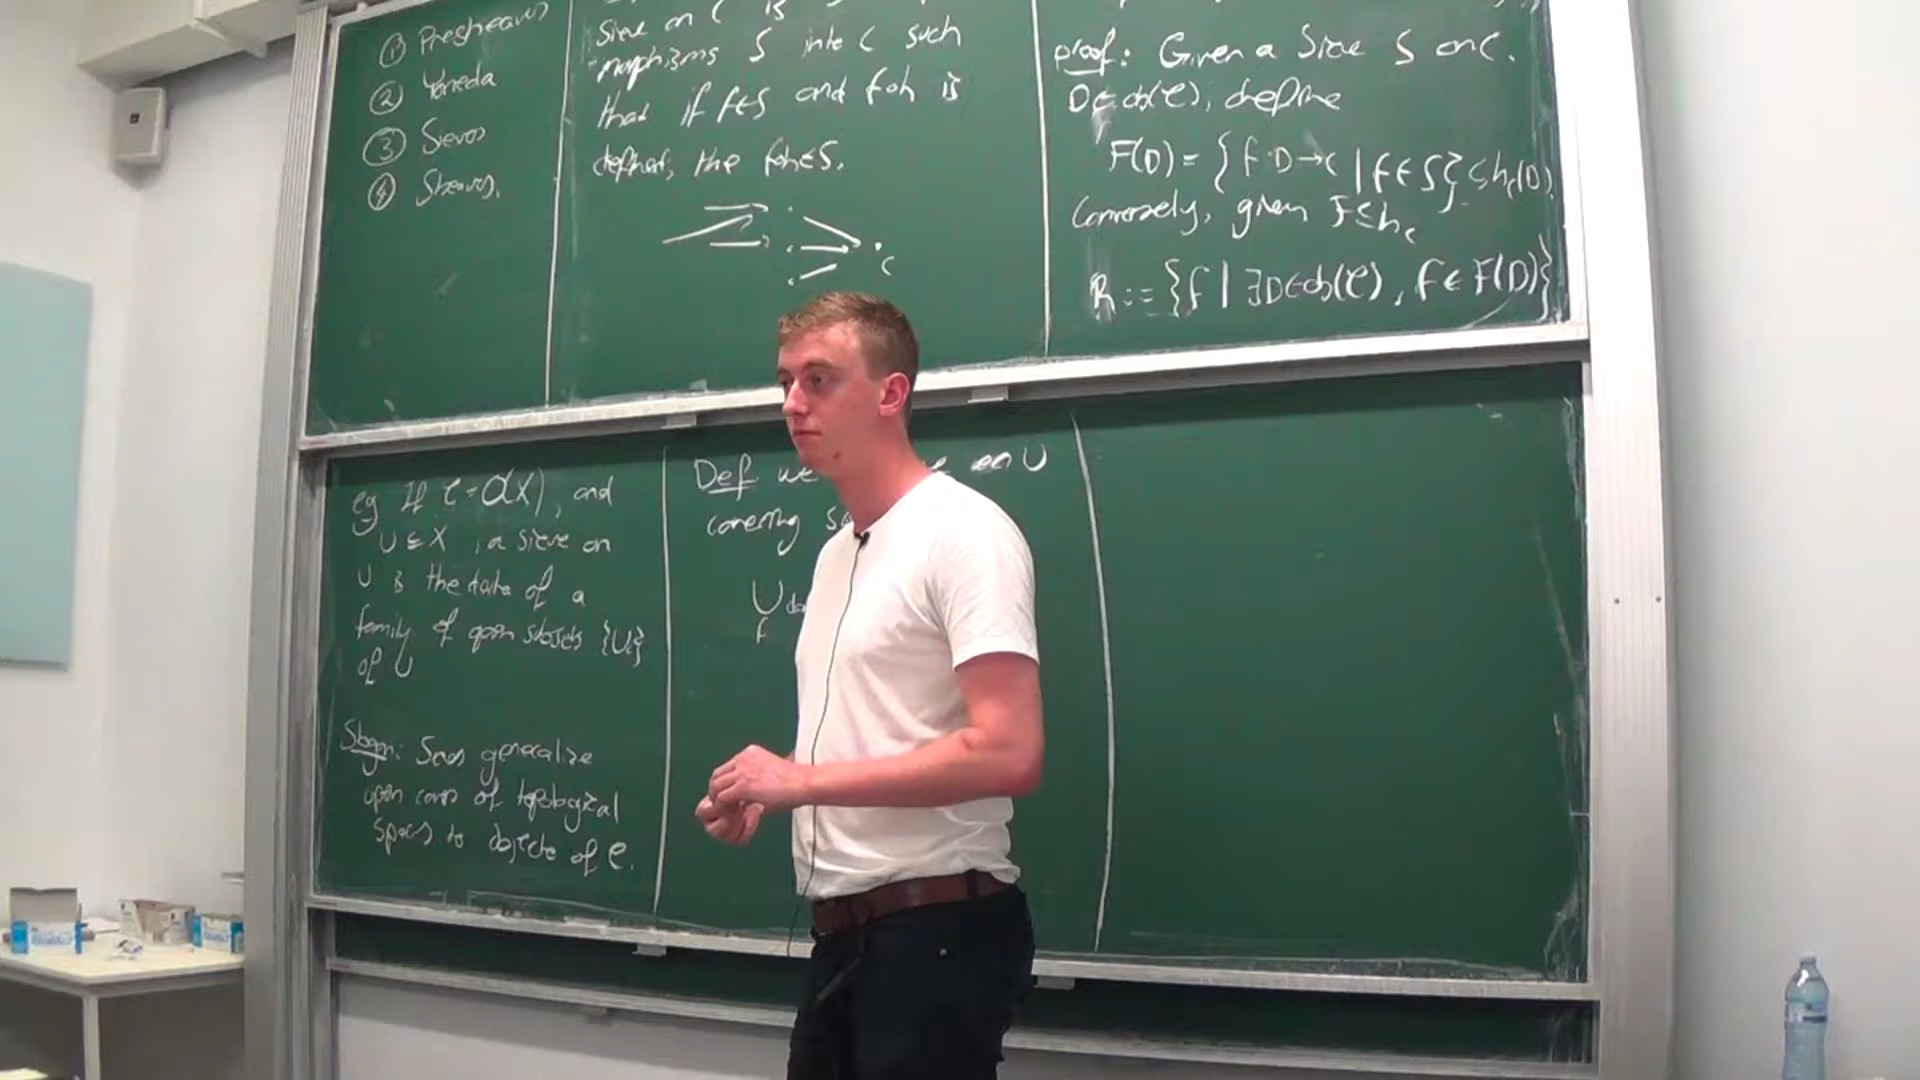 ① Presheaves
② Yoneda
③ Sieves
④ Sheaves.
Sieve on C is
morphisms S into C such
that if f∈S and f∘h is
defined, the f∘h∈S.
C
proof: Given a Sieve S on C.
D∈ob(𝒞), define
F(D) = {f: D→C | f∈S} ⊆ h_C(D).
Conversely, given F⊆h_C
R := {f | ∃D∈ob(𝒞), f∈F(D)}
eg If 𝒞=O(X), and
U⊆X, a sieve on
U is the data of a
family of open subsets {Uᵢ}
of U
Slogan: Sieves generalize
open covers of topological
spaces to objects of 𝒞.
Def we on U
covering
⋃
f